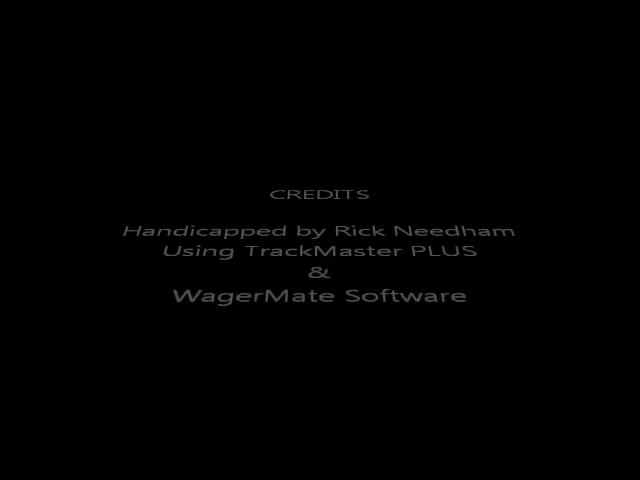 CREDITS
Handicapped by Rick Needham
Using TrackMaster PLUS
&
WagerMate Software